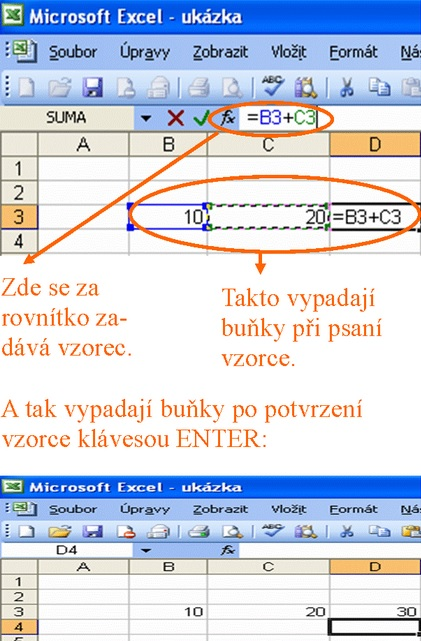 Microsoft Excel - ukázka
Soubor Úpravy Zobrazit Vložit Formát Nás
SUMA fx =B3+C3
A B C D
1
2
3 10 20 =B3+C3
4
Zde se za
rovnítko za-
dává vzorec.
Takto vypadají
buňky při psaní
vzorce.
A tak vypadají buňky po potvrzení
vzorce klávesou ENTER:
Microsoft Excel - ukázka
Soubor Úpravy Zobrazit Vložit Formát Nás
D4 fx
A B C D
1
2
3 10 20 30
4